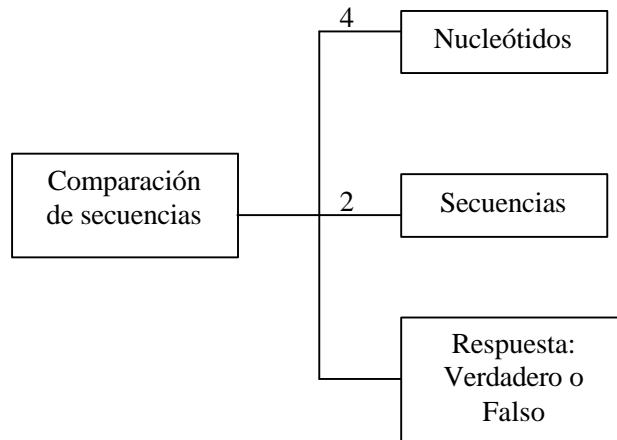 4
Nucleótidos
Comparación
de secuencias
2
Secuencias
Respuesta:
Verdadero o
Falso